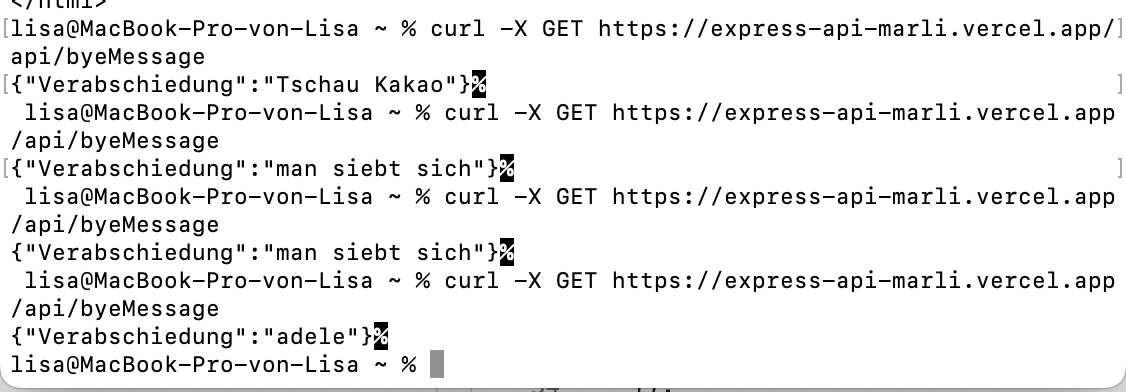 </html>
[lisa@MacBook-Pro-von-Lisa ~ % curl -X GET https://express-api-marli.vercel.app/]
api/byeMessage
[{"Verabschiedung":"Tschau Kakao"}% ]
lisa@MacBook-Pro-von-Lisa ~ % curl -X GET https://express-api-marli.vercel.app
/api/byeMessage
[{"Verabschiedung":"man siebt sich"}% ]
lisa@MacBook-Pro-von-Lisa ~ % curl -X GET https://express-api-marli.vercel.app
/api/byeMessage
{"Verabschiedung":"man siebt sich"}%
lisa@MacBook-Pro-von-Lisa ~ % curl -X GET https://express-api-marli.vercel.app
/api/byeMessage
{"Verabschiedung":"adele"}%
lisa@MacBook-Pro-von-Lisa ~ %